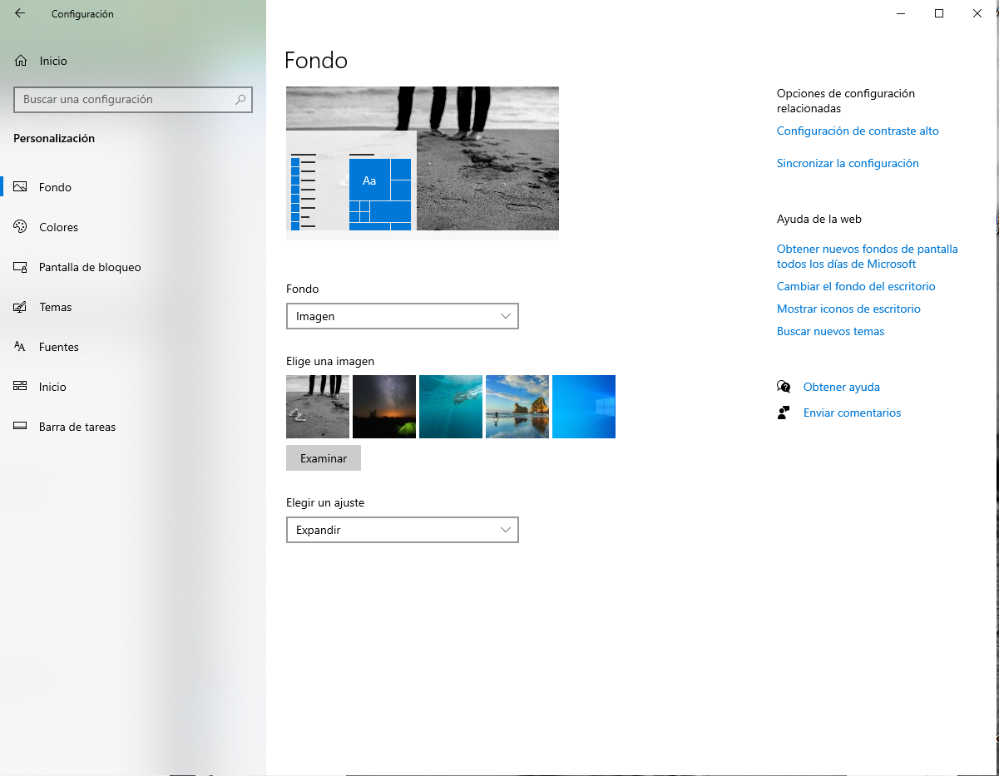 Configuración
Inicio
Buscar una configuración
Personalización
Fondo
Colores
Pantalla de bloqueo
Temas
Fuentes
Inicio
Barra de tareas
Fondo
Aa
Fondo
Imagen
Elige una imagen
Examinar
Elegir un ajuste
Expandir
Opciones de configuración
relacionadas
Configuración de contraste alto
Sincronizar la configuración
Ayuda de la web
Obtener nuevos fondos de pantalla
todos los días de Microsoft
Cambiar el fondo del escritorio
Mostrar iconos de escritorio
Buscar nuevos temas
Obtener ayuda
Enviar comentarios